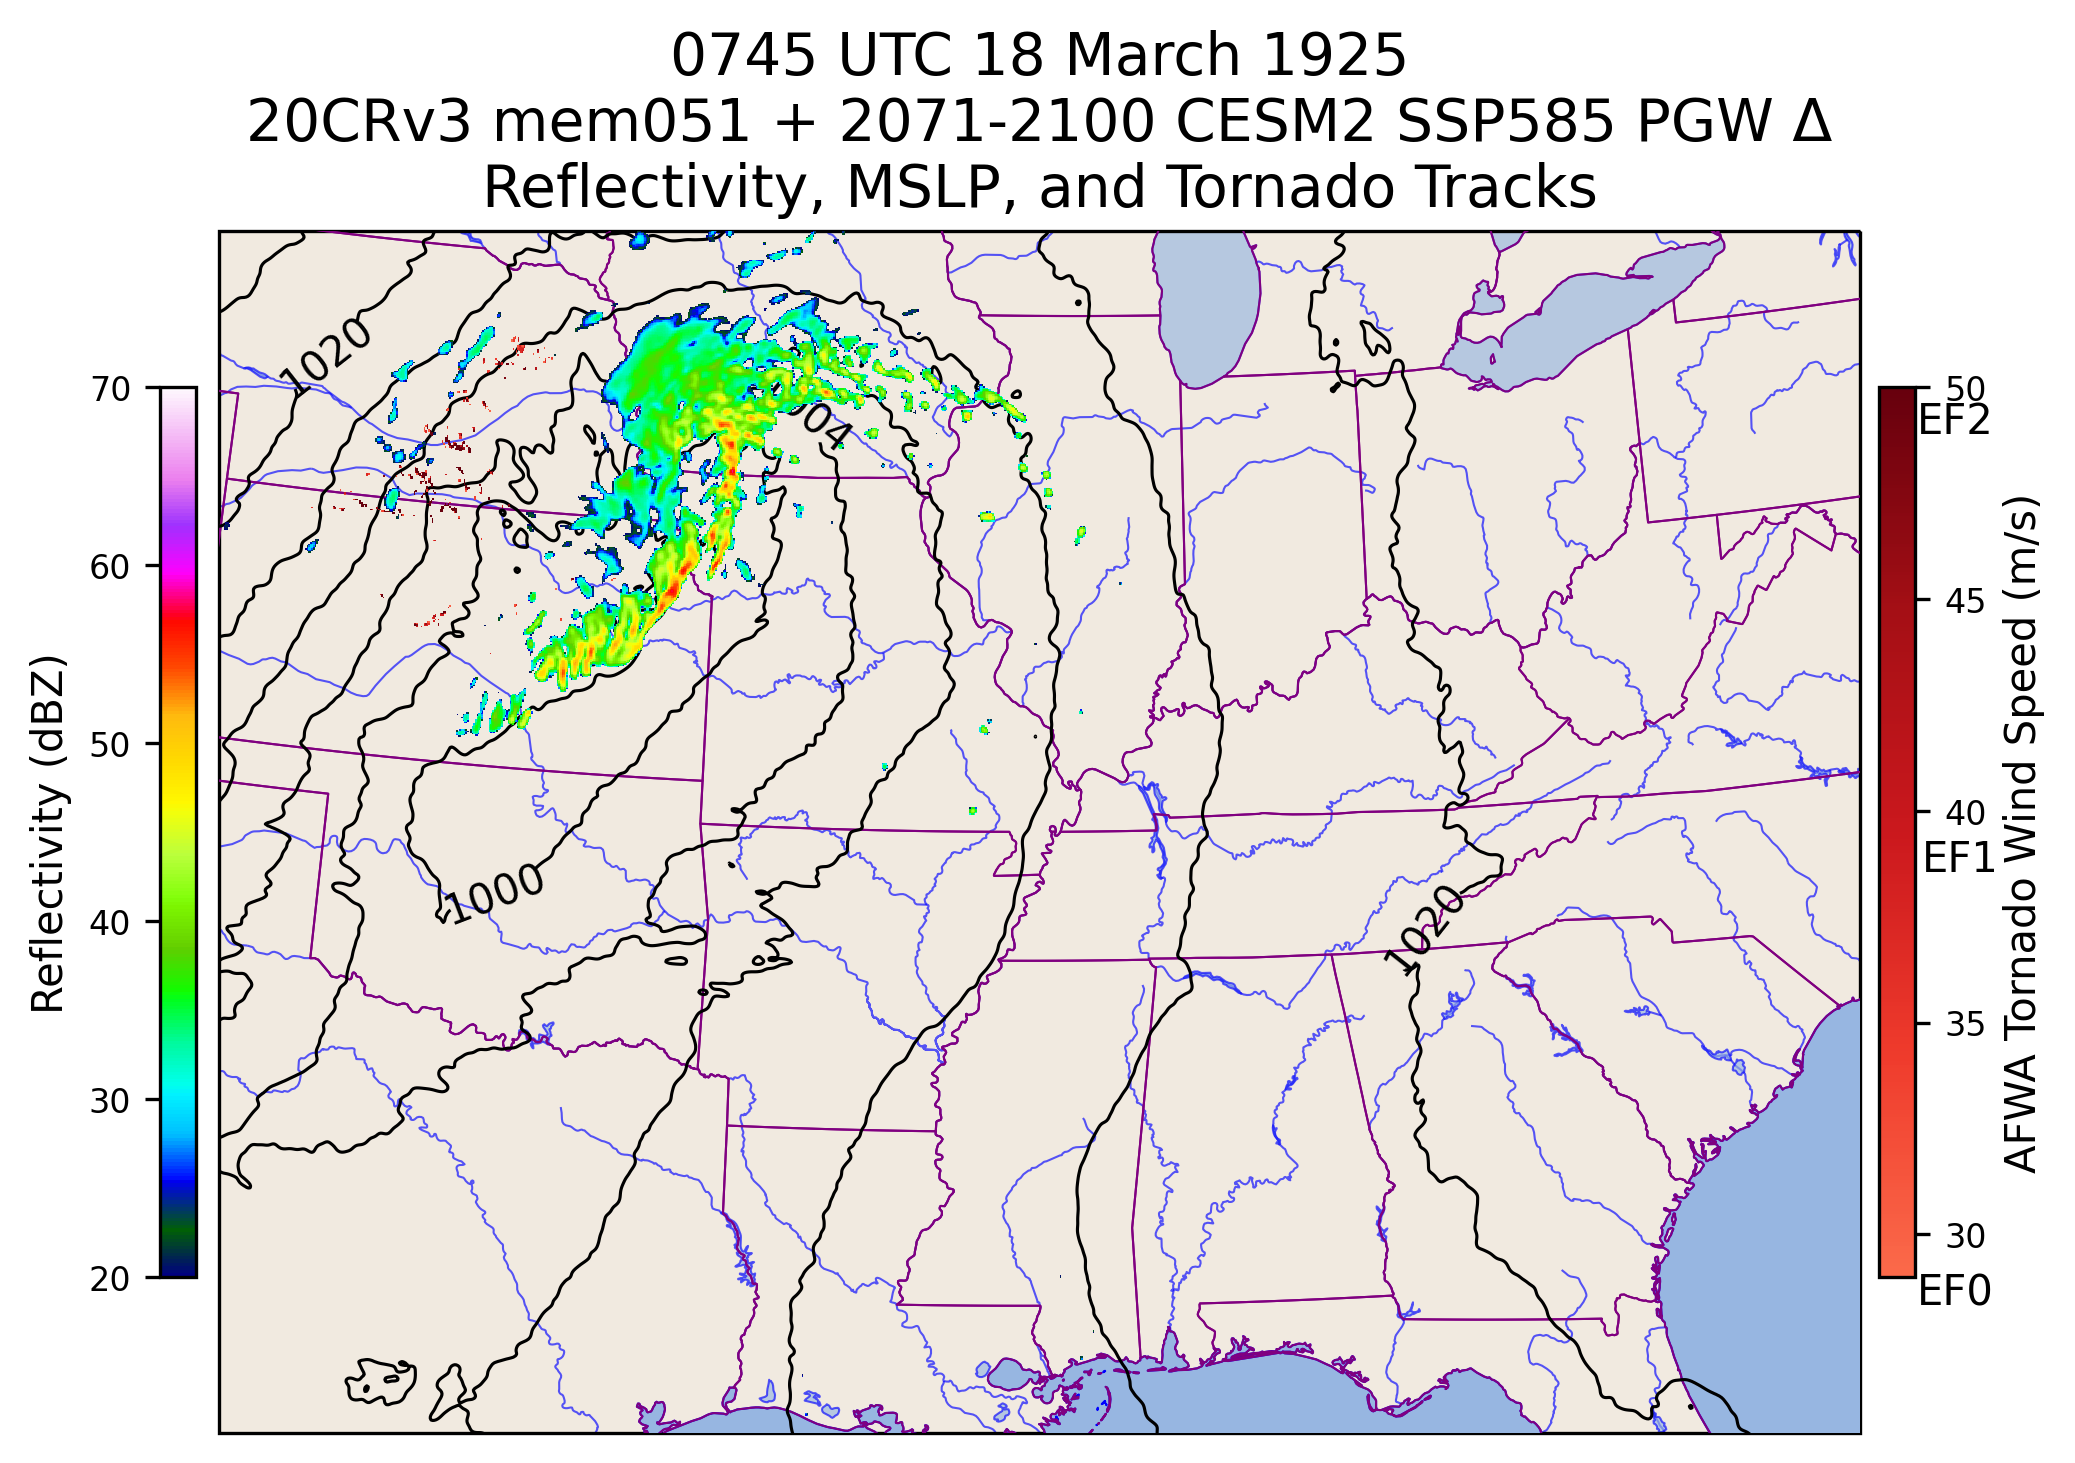 0745 UTC 18 March 1925
20CRv3 mem051 + 2071-2100 CESM2 SSP585 PGW Δ
Reflectivity, MSLP, and Tornado Tracks
Reflectivity (dBZ)
70
60
50
40
30
20
1020
04
1000
1020
50
EF2
45
40
EF1
35
30
EF0
AFWA Tornado Wind Speed (m/s)